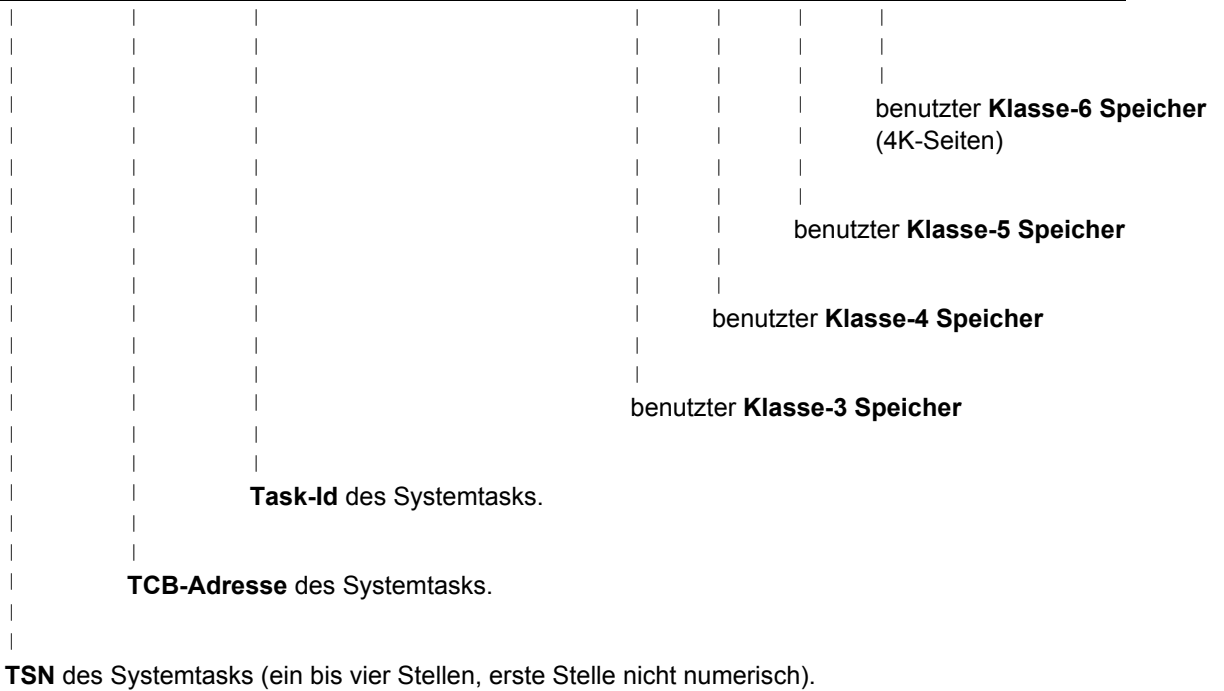 benutzter Klasse-6 Speicher
(4K-Seiten)
benutzter Klasse-5 Speicher
benutzter Klasse-4 Speicher
benutzter Klasse-3 Speicher
Task-Id des Systemtasks.
TCB-Adresse des Systemtasks.
TSN des Systemtasks (ein bis vier Stellen, erste Stelle nicht numerisch).